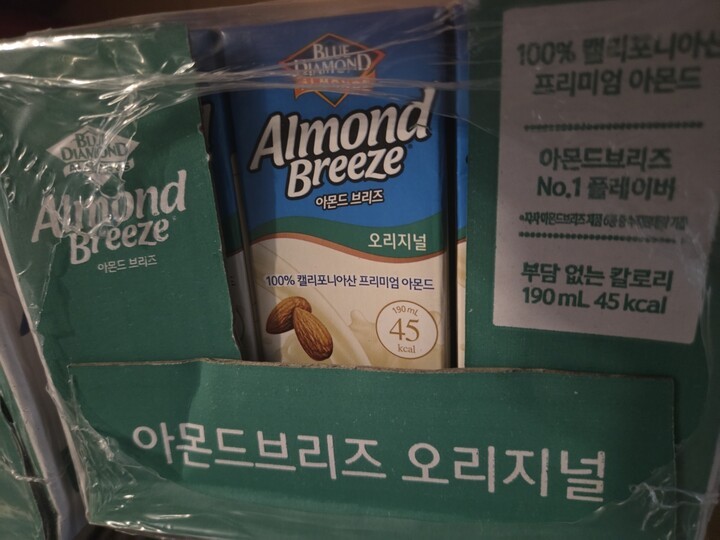 BLUE
DIAMOND
ALMONDS
Almond
Breeze
아몬드 브리즈
BLUE
DIAMOND
ALMONDS
Almond
Breeze
아몬드 브리즈
오리지널
100% 캘리포니아산 프리미엄 아몬드
190 mL
45
kcal
100% 캘리포니아산
프리미엄 아몬드
아몬드브리즈
No.1 플레이버
부담 없는 칼로리
190 mL 45 kcal
아몬드브리즈 오리지널